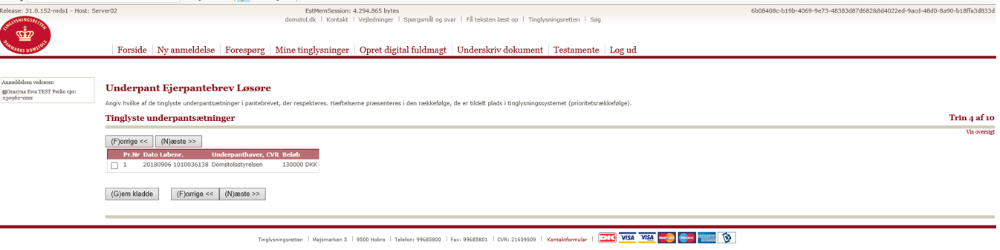 Release: 31.0.152-mds1 - Host: Server02 EstMemSession: 4.294.865 bytes 6b08408c-b19b-4069-9e73-48383d87d682&8d4022ed-9acd-48d0-8a90-b18ffa3d833d
domstol.dk | Kontakt | Vejledninger | Spørgsmål og svar | Få teksten læst op | Tinglysningsretten | Søg
TINGLYSNINGSRETTEN
DANMARKS DOMSTOLE
Forside | Ny anmeldelse | Forespørg | Mine tinglysninger | Opret digital fuldmagt | Underskriv dokument | Testamente | Log ud
Anmeldelsen vedrører:
Grazyna Ewa TEST Perko cpr:
230962-xxxx
Underpant Ejerpantebrev Løsøre
Angiv hvilke af de tinglyste underpantsætninger i pantebrevet, der respekteres. Hæftelserne præsenteres i den rækkefølge, de er tildelt plads i tinglysningssystemet (prioritetsrækkefølge).
Tinglyste underpantsætninger Trin 4 af 10
Vis oversigt
(F)orrige << (N)æste >>
Pr.Nr Dato Løbenr. Underpanthaver, CVR Beløb
1 20180906 1010036138 Domstolsstyrelsen 130000 DKK
(G)em kladde (F)orrige << (N)æste >>
Tinglysningsretten | Majsmarken 5 | 9500 Hobro | Telefon: 99685800 | Fax: 99685801 | CVR: 21659509 | Kontaktformular | DK VISA VISA